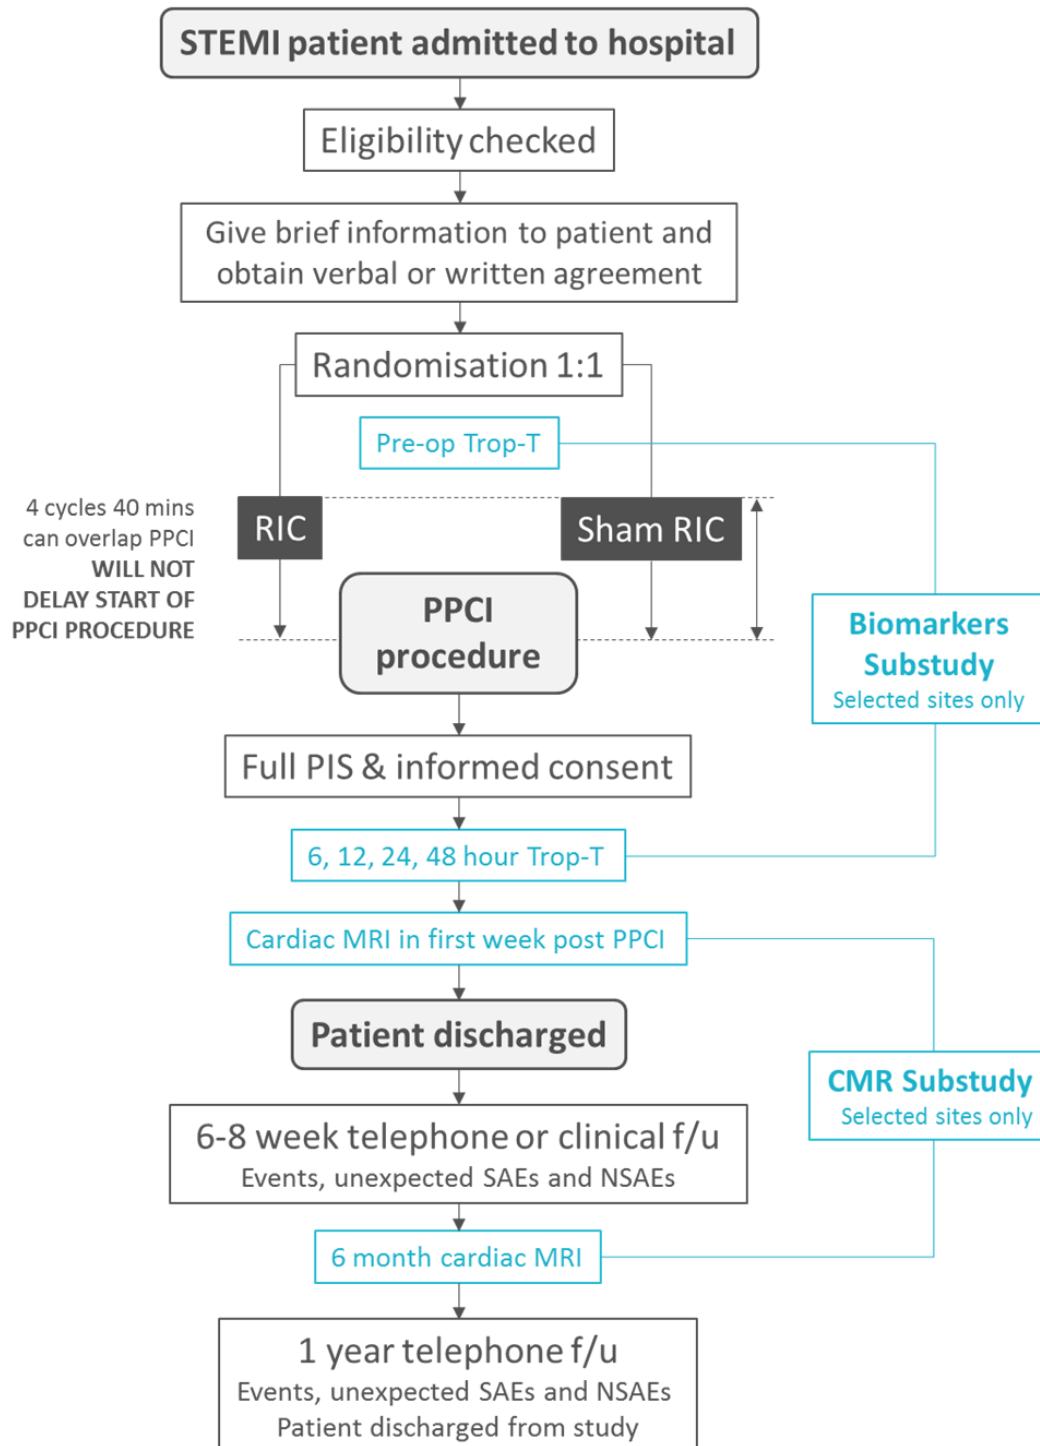 STEMI patient admitted to hospital
Eligibility checked
Give brief information to patient and
obtain verbal or written agreement
Randomisation 1:1
Pre-op Trop-T
4 cycles 40 mins
can overlap PPCI
WILL NOT
DELAY START OF
PPCI PROCEDURE
RIC
Sham RIC
PPCI
procedure
Biomarkers
Substudy
Selected sites only
Full PIS & informed consent
6, 12, 24, 48 hour Trop-T
Cardiac MRI in first week post PPCI
Patient discharged
CMR Substudy
Selected sites only
6-8 week telephone or clinical f/u
Events, unexpected SAEs and NSAEs
6 month cardiac MRI
1 year telephone f/u
Events, unexpected SAEs and NSAEs
Patient discharged from study